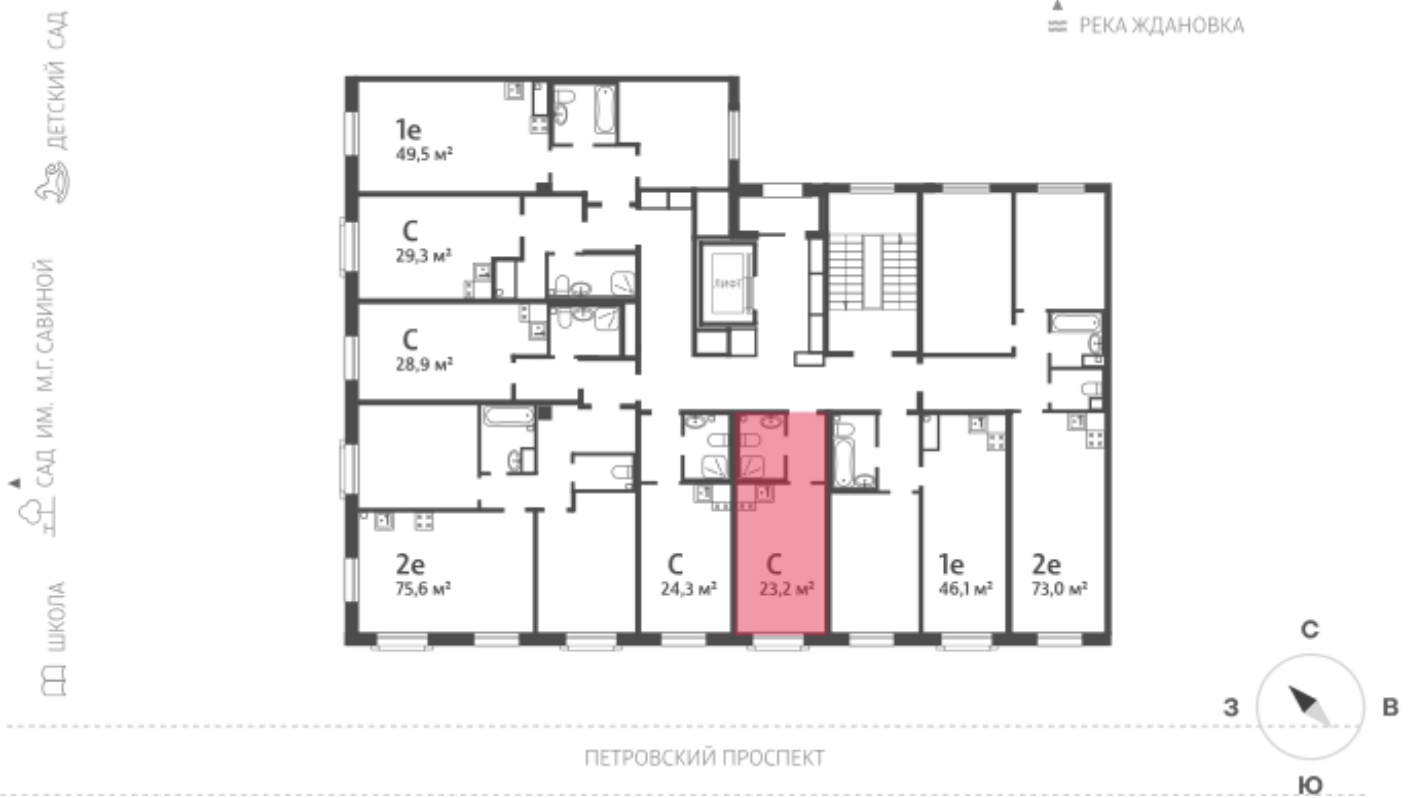 РЕКА ЖДАНОВКА
ДЕТСКИЙ САД
САД ИМ. М.Г. САВИНОЙ
ШКОЛА
1е
49,5 м²
С
29,3 м²
ЛИФТ
С
28,9 м²
2е
75,6 м²
С
24,3 м²
С
23,2 м²
1е
46,1 м²
2е
73,0 м²
С
З
В
Ю
ПЕТРОВСКИЙ ПРОСПЕКТ